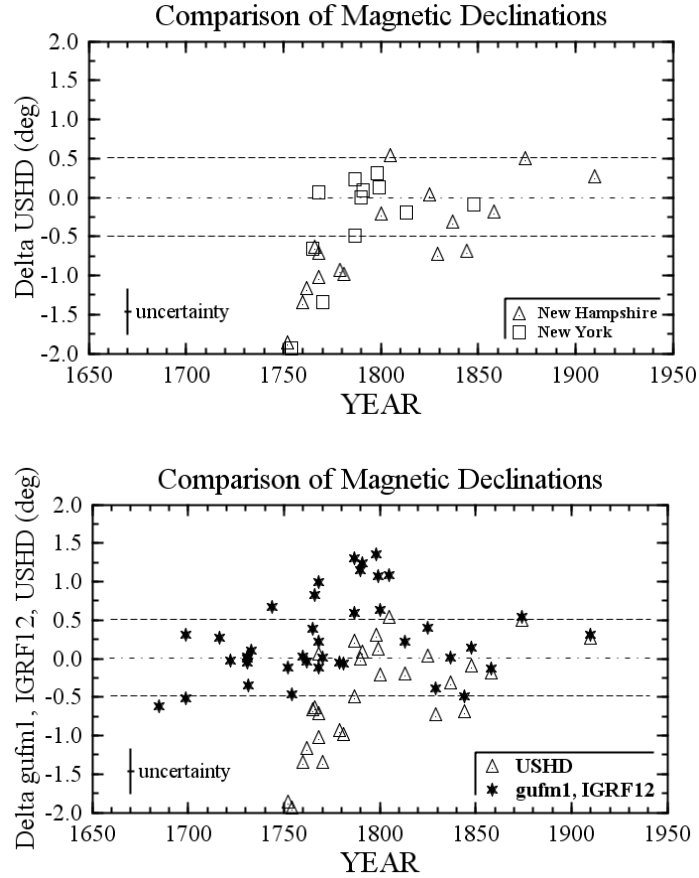 Comparison of Magnetic Declinations
Delta USHD (deg)
2.0
1.5
1.0
0.5
0.0
-0.5
-1.0
-1.5
-2.0
uncertainty
New Hampshire
New York
1650 1700 1750 1800 1850 1900 1950
YEAR
Comparison of Magnetic Declinations
Delta gufm1, IGRF12, USHD (deg)
2.0
1.5
1.0
0.5
0.0
-0.5
-1.0
-1.5
-2.0
uncertainty
USHD
gufm1, IGRF12
1650 1700 1750 1800 1850 1900 1950
YEAR